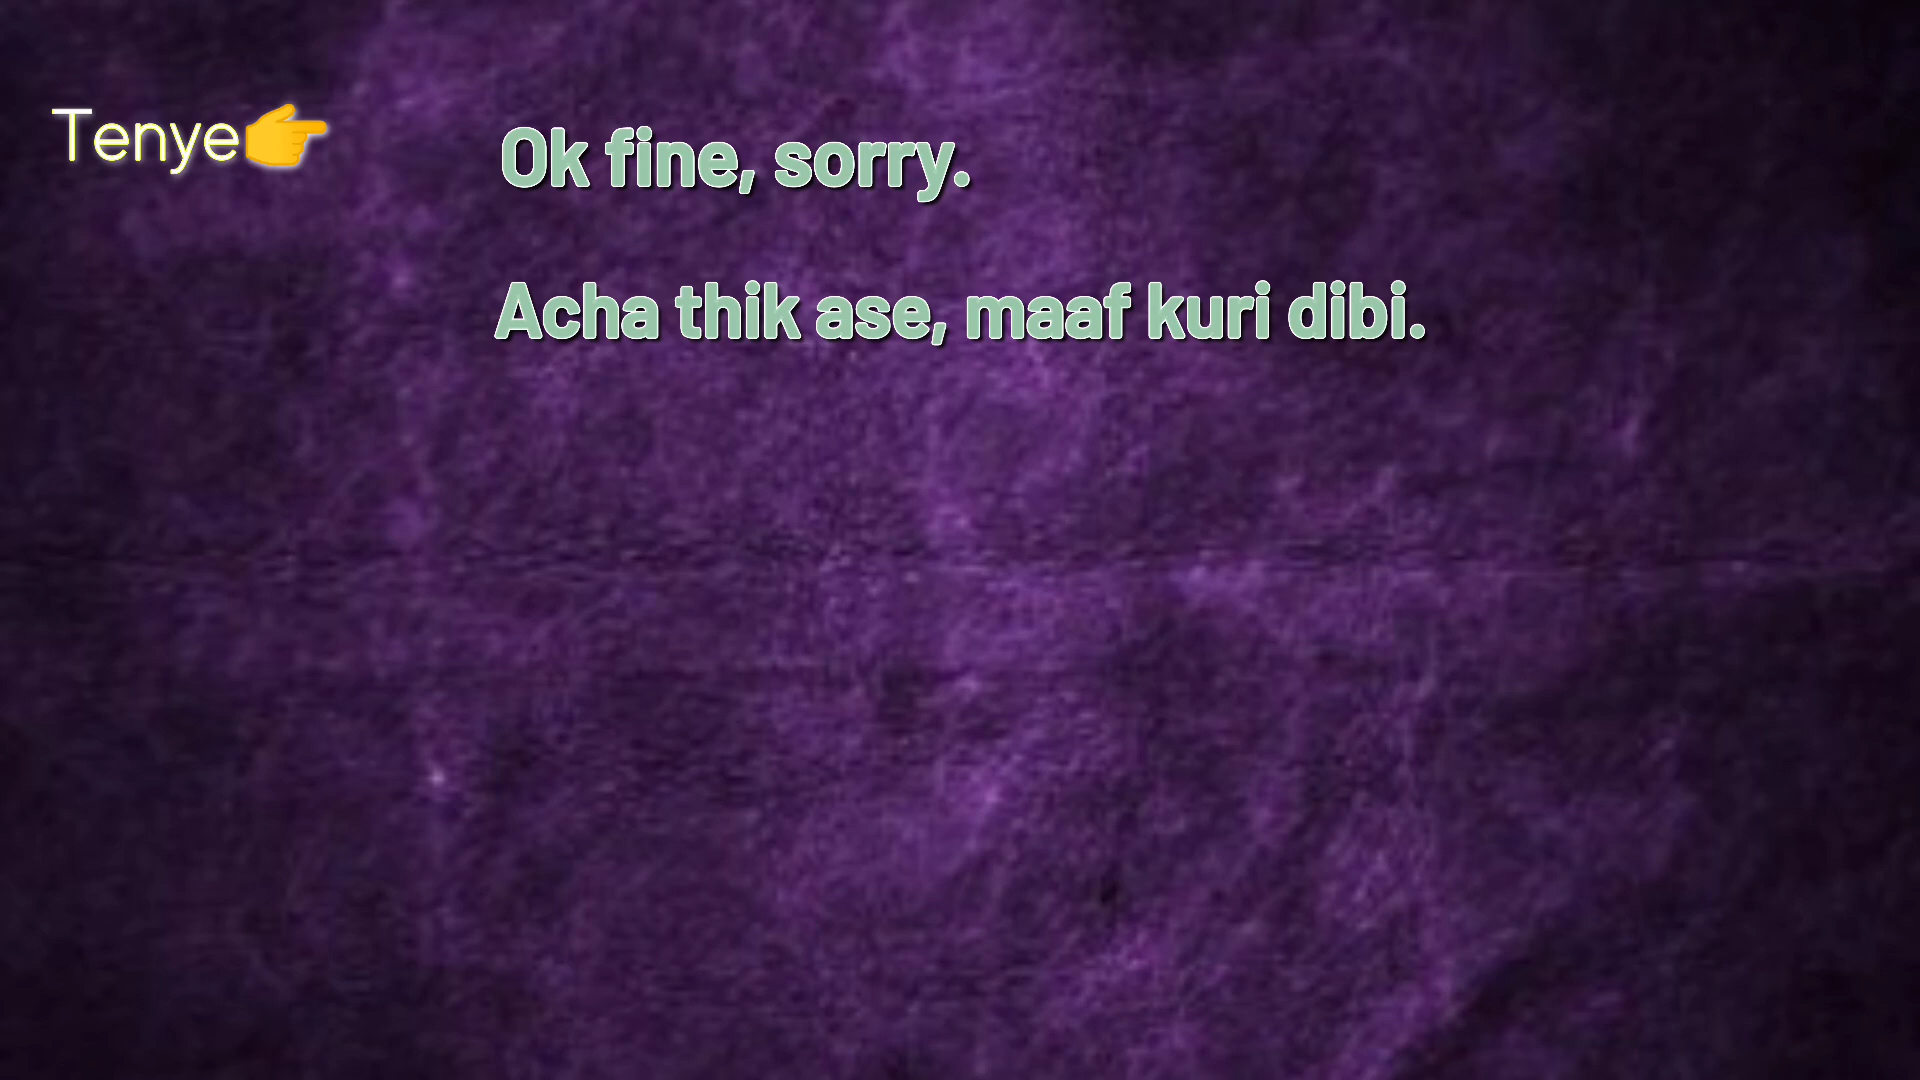 Tenye👉
Ok fine, sorry.
Acha thik ase, maaf kuri dibi.